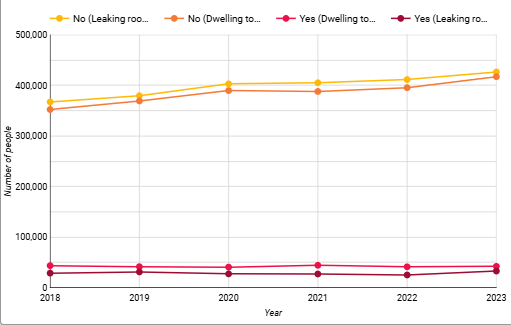 No (Leaking roo... No (Dwelling to... Yes (Dwelling to... Yes (Leaking ro...
500,000
400,000
300,000
200,000
100,000
0
Number of people
2018 2019 2020 2021 2022 2023
Year